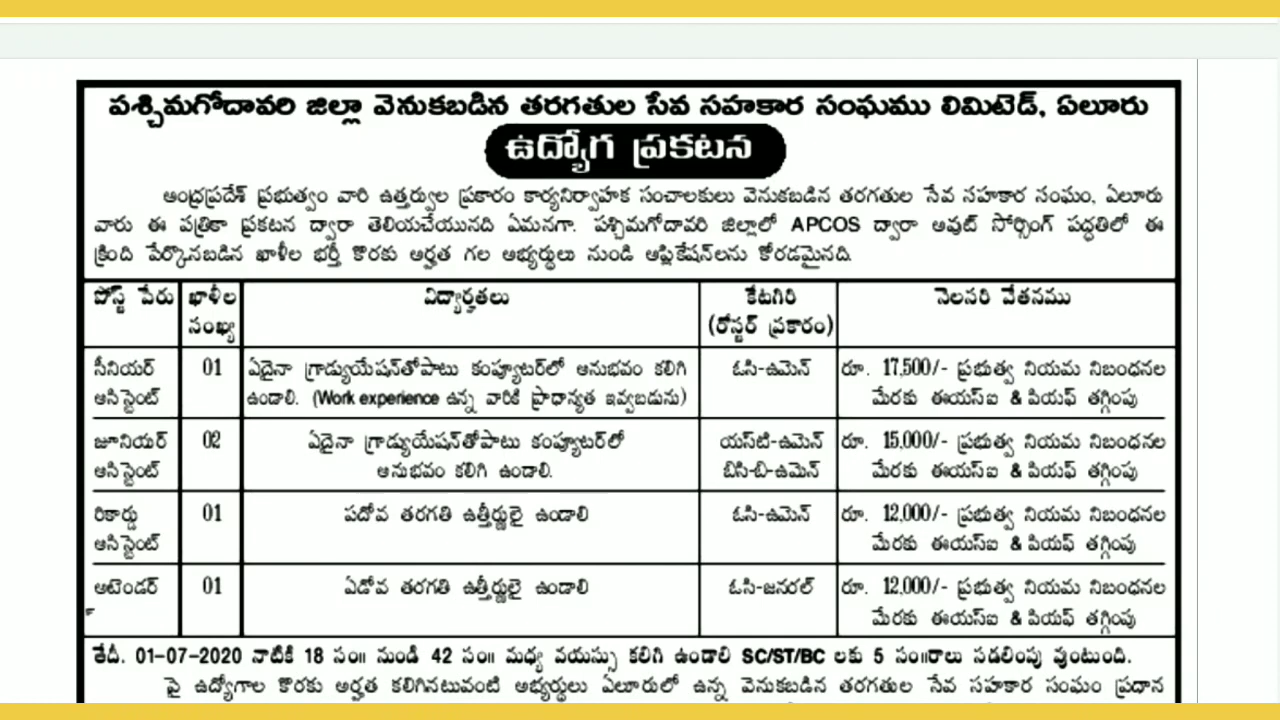 పశ్చిమగోదావరి జిల్లా వెనుకబడిన తరగతుల సేవ సహకార సంఘము లిమిటెడ్, ఏలూరు
ఉద్యోగ ప్రకటన
ఆంధ్రప్రదేశ్ ప్రభుత్వం వారి ఉత్తర్వుల ప్రకారం కార్యనిర్వాహక సంచాలకులు వెనుకబడిన తరగతుల సేవ సహకార సంఘం, ఏలూరు
వారు ఈ పత్రికా ప్రకటన ద్వారా తెలియచేయునది ఏమనగా. పశ్చిమగోదావరి జిల్లాలో APCOS ద్వారా అవుట్ సోర్సింగ్ పద్ధతిలో ఈ
క్రింది పేర్కొనబడిన ఖాళీల భర్తీ కొరకు అర్హత గల అభ్యర్థులు నుండి అప్లికేషన్‌లను కోరడమైనది.
పోస్ట్ పేరు ఖాళీల విద్యార్హతలు కేటగిరి నెలసరి వేతనము
సంఖ్య (రోస్టర్ ప్రకారం)
సీనియర్ 01 ఏదైనా గ్రాడ్యుయేషన్‌తోపాటు కంప్యూటర్‌లో అనుభవం కలిగి ఓసి-ఉమెన్ రూ. 17,500/- ప్రభుత్వ నియమ నిబంధనల
అసిస్టెంట్ ఉండాలి. (Work experience ఉన్న వారికి ప్రాధాన్యత ఇవ్వబడును) మేరకు ఈయస్ఐ & పియఫ్ తగ్గింపు
జూనియర్ 02 ఏదైనా గ్రాడ్యుయేషన్‌తోపాటు కంప్యూటర్‌లో యస్‌టి-ఉమెన్ రూ. 15,000/- ప్రభుత్వ నియమ నిబంధనల
అసిస్టెంట్ అనుభవం కలిగి ఉండాలి. బిసి-బి-ఉమెన్ మేరకు ఈయస్ఐ & పియఫ్ తగ్గింపు
రికార్డు 01 పదోవ తరగతి ఉత్తీర్ణులై ఉండాలి ఓసి-ఉమెన్ రూ. 12,000/- ప్రభుత్వ నియమ నిబంధనల
అసిస్టెంట్ మేరకు ఈయస్ఐ & పియఫ్ తగ్గింపు
అటెండర్ 01 ఏడోవ తరగతి ఉత్తీర్ణులై ఉండాలి ఓసి-జనరల్ రూ. 12,000/- ప్రభుత్వ నియమ నిబంధనల
మేరకు ఈయస్ఐ & పియఫ్ తగ్గింపు
తేదీ. 01-07-2020 నాటికి 18 సం॥ నుండి 42 సం॥ మధ్య వయస్సు కలిగి ఉండాలి SC/ST/BC లకు 5 సం॥రాలు సడలింపు వుంటుంది.
పై ఉద్యోగాల కొరకు అర్హత కలిగినటువంటి అభ్యర్థులు ఏలూరులో ఉన్న వెనుకబడిన తరగతుల సేవ సహకార సంఘం ప్రధాన